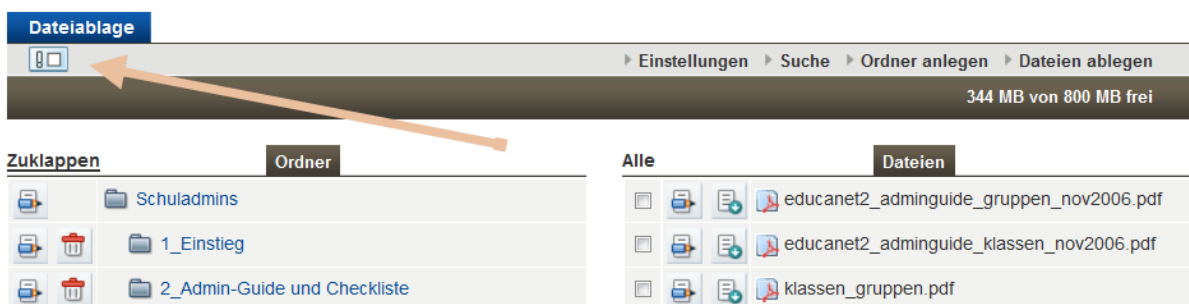 Dateiablage
Einstellungen Suche Ordner anlegen Dateien ablegen
344 MB von 800 MB frei
Zuklappen Ordner Alle Dateien
Schuladmins educanet2_adminguide_gruppen_nov2006.pdf
1_Einstieg educanet2_adminguide_klassen_nov2006.pdf
2_Admin-Guide und Checkliste klassen_gruppen.pdf